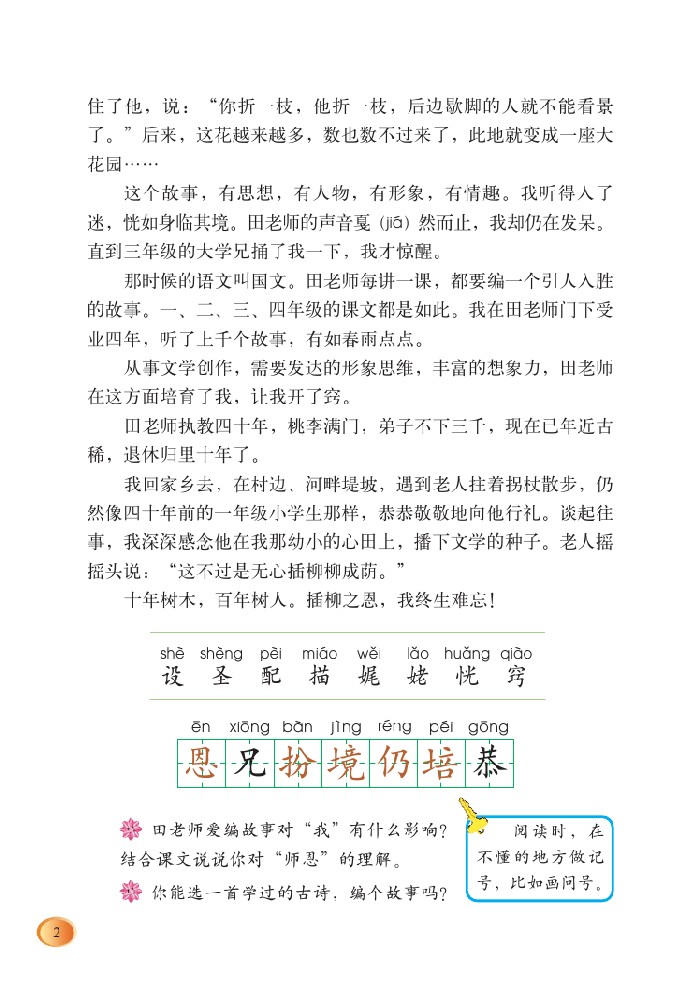 住了他，说：“你折一枝，他折一枝，后边歇脚的人就不能看景
了。”后来，这花越来越多，数也数不过来了，此地就变成一座大
花园……
这个故事，有思想，有人物，有形象，有情趣。我听得入了
迷，恍如身临其境。田老师的声音戛（jiá）然而止，我却仍在发呆。
直到三年级的大学兄捅了我一下，我才惊醒。
那时候的语文叫国文。田老师每讲一课，都要编一个引人入胜
的故事。一、二、三、四年级的课文都是如此。我在田老师门下受
业四年，听了上千个故事，有如春雨点点。
从事文学创作，需要发达的形象思维，丰富的想象力，田老师
在这方面培育了我，让我开了窍。
田老师执教四十年，桃李满门，弟子不下三千，现在已年近古
稀，退休归里十年了。
我回家乡去，在村边、河畔堤坡，遇到老人拄着拐杖散步，仍
然像四十年前的一年级小学生那样，恭恭敬敬地向他行礼。谈起往
事，我深深感念他在我那幼小的心田上，播下文学的种子。老人摇
摇头说：“这不过是无心插柳柳成荫。”
十年树木，百年树人。插柳之恩，我终生难忘！
shè shèng pèi miáo wěi lǎo huǎng qiào
设 圣 配 描 娓 姥 恍 窍
ēn xiōng bàn jìng réng péi gōng
恩 兄 扮 境 仍 培 恭
田老师爱编故事对“我”有什么影响？
结合课文说说你对“师恩”的理解。
你能选一首学过的古诗，编个故事吗？
阅读时，在
不懂的地方做记
号，比如画问号。
2